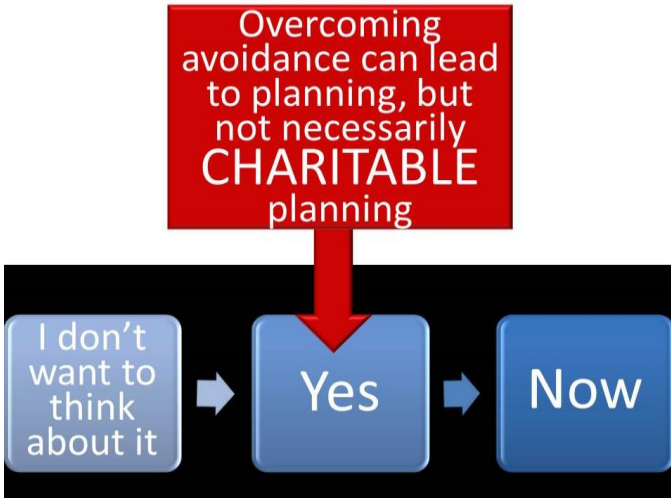 Overcoming
avoidance can lead
to planning, but
not necessarily
CHARITABLE
planning
I don’t
want to
think
about it
Yes
Now